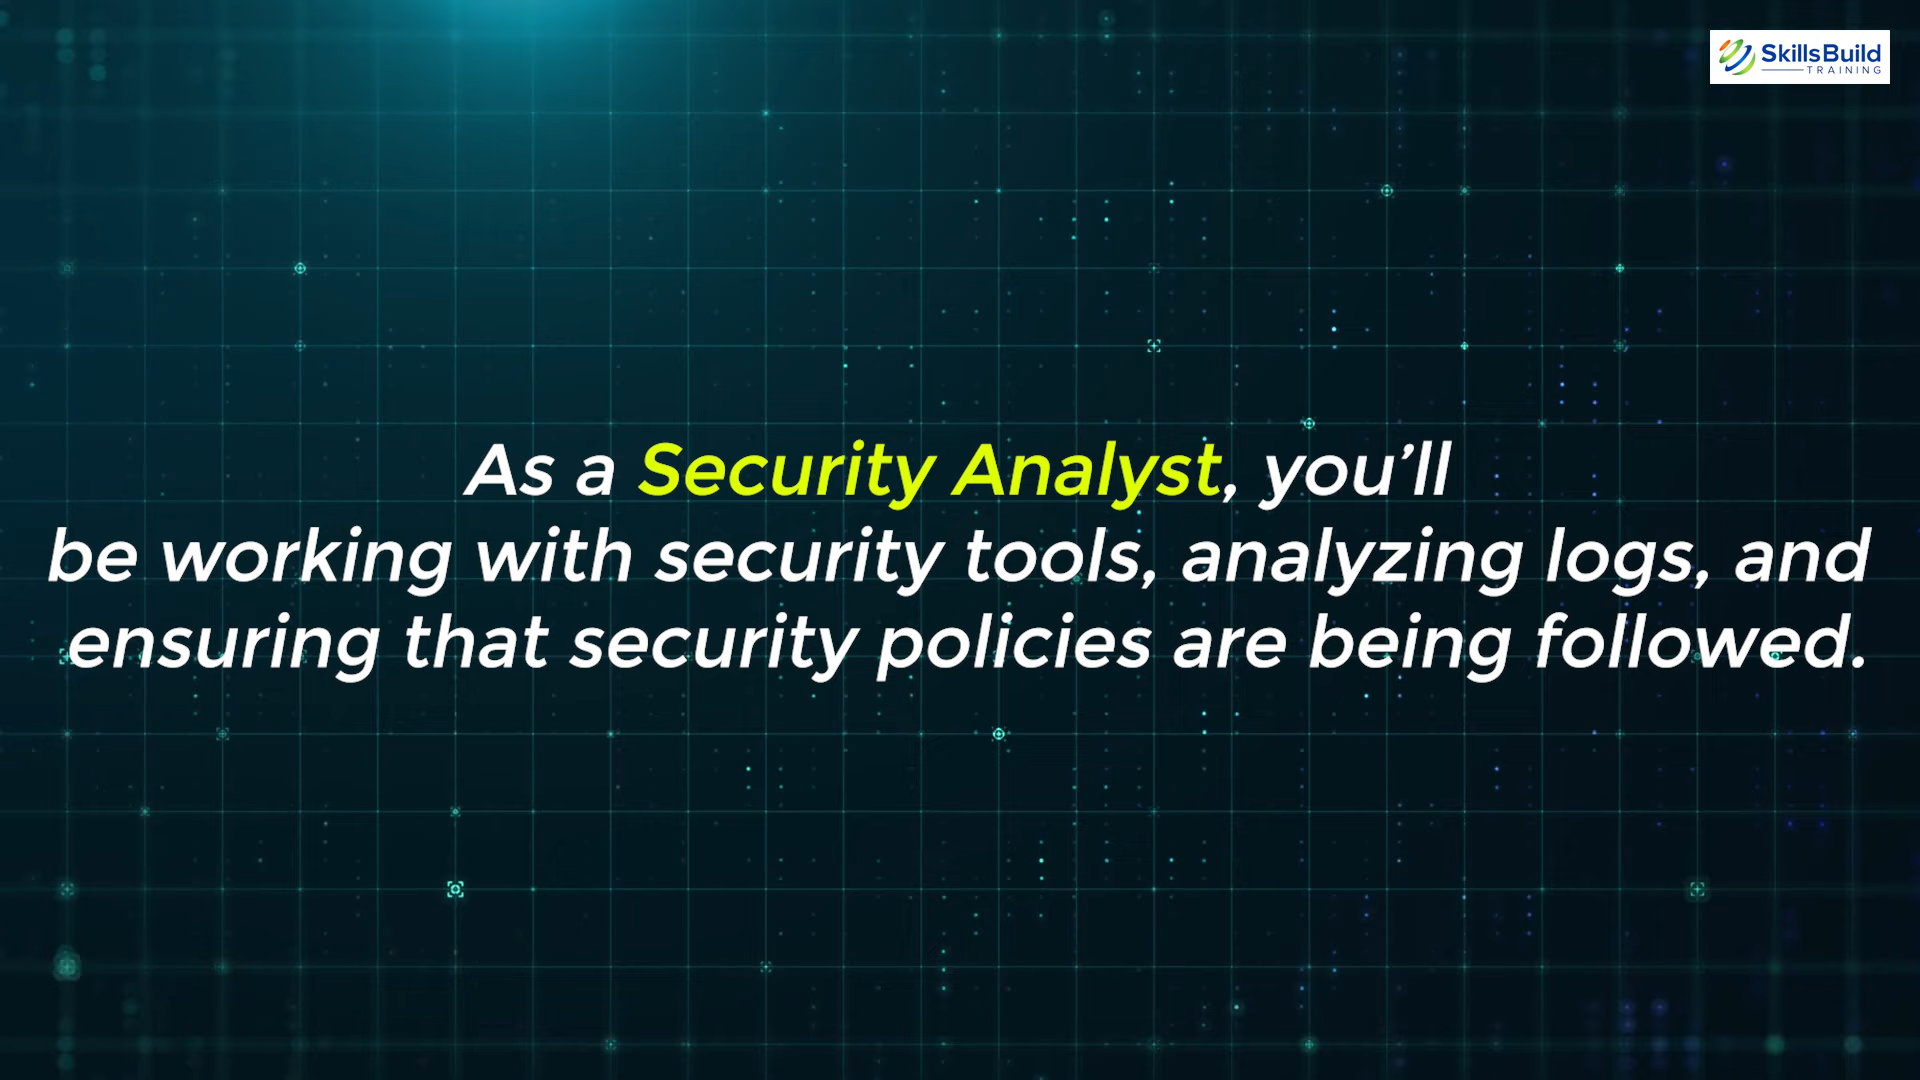 SkillsBuild
TRAINING
As a Security Analyst, you’ll
be working with security tools, analyzing logs, and
ensuring that security policies are being followed.